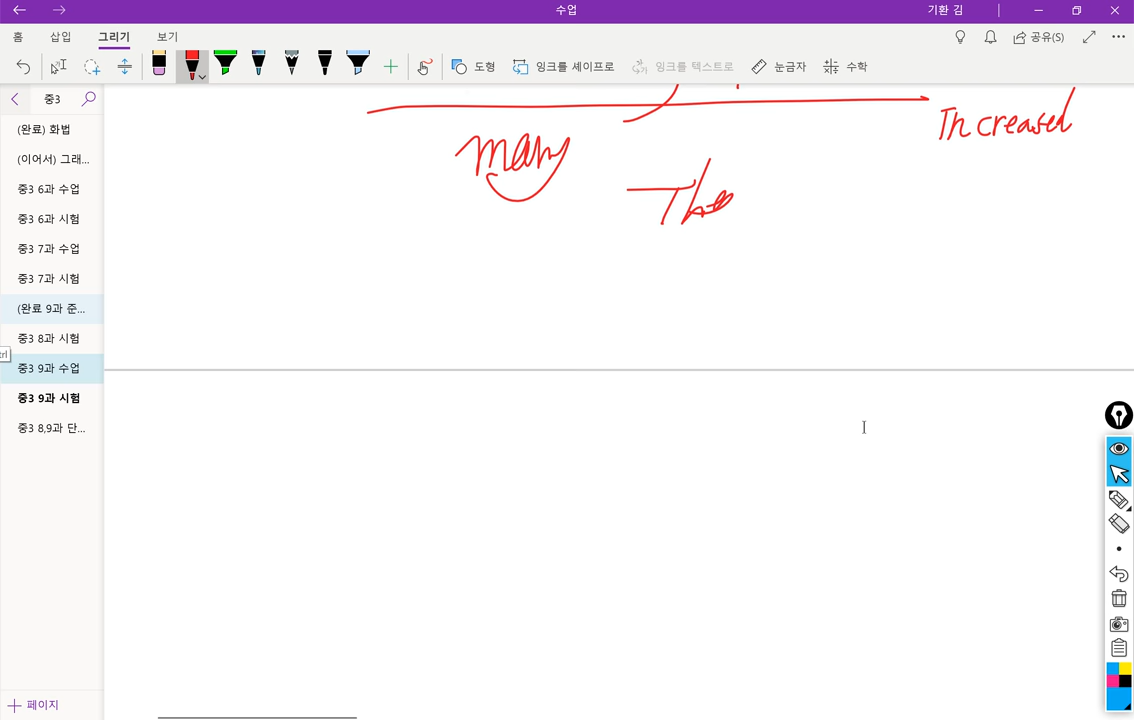 수업
기환 김
홈 삽입 그리기 보기
공유(S)
도형 잉크를 셰이프로 잉크를 텍스트로 눈금자 수학
중3
(완료) 화법
(이어서) 그래...
중3 6과 수업
중3 6과 시험
중3 7과 수업
중3 7과 시험
(완료 9과 준...
중3 8과 시험
trl
중3 9과 수업
중3 9과 시험
중3 8,9과 단...
페이지
Increased
many